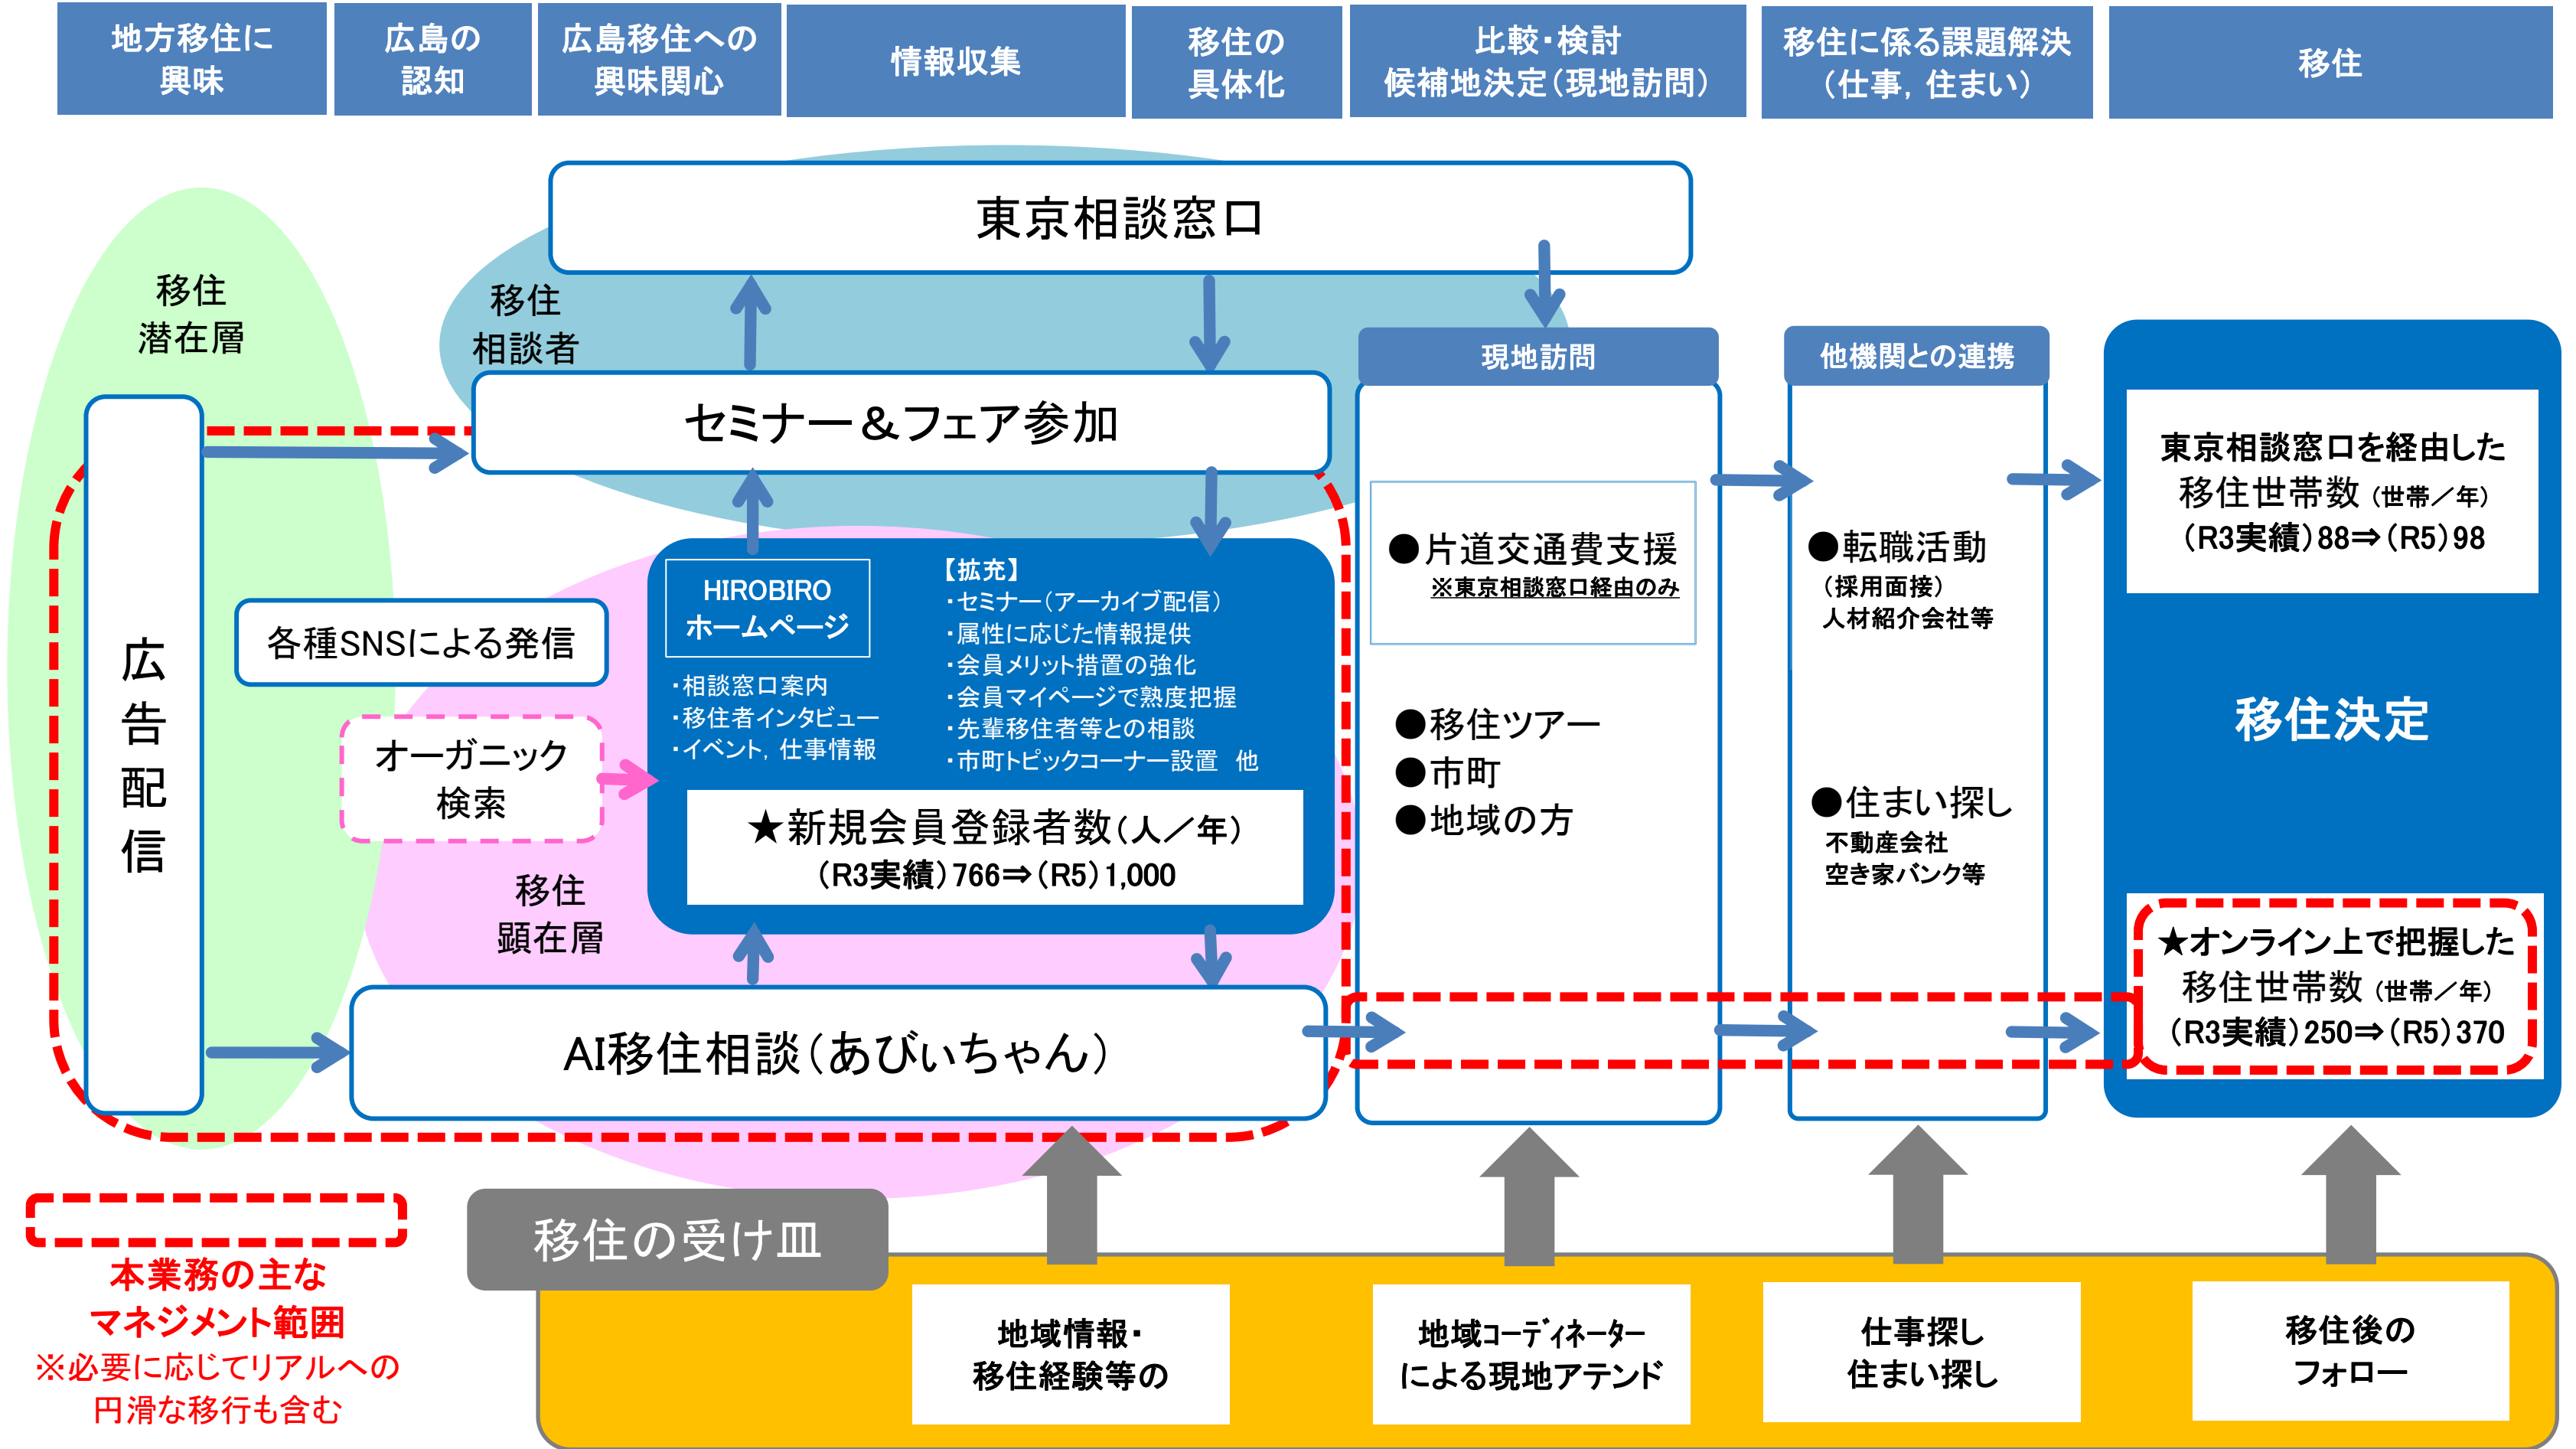 地方移住に
興味
広島の
認知
広島移住への
興味関心
情報収集
移住の
具体化
比較・検討
候補地決定(現地訪問)
移住に係る課題解決
(仕事，住まい)
移住
東京相談窓口
移住
潜在層
移住
相談者
セミナー＆フェア参加
広告配信
各種SNSによる発信
オーガニック
検索
移住
顕在層
HIROBIRO
ホームページ
・相談窓口案内
・移住者インタビュー
・イベント，仕事情報
【拡充】
・セミナー(アーカイブ配信)
・属性に応じた情報提供
・会員メリット措置の強化
・会員マイページで熟度把握
・先輩移住者等との相談
・市町トピックコーナー設置　他
★新規会員登録者数(人／年)
(R3実績)766⇒(R5)1,000
AI移住相談(あびぃちゃん)
現地訪問
●片道交通費支援
※東京相談窓口経由のみ
●移住ツアー
●市町
●地域の方
他機関との連携
●転職活動
(採用面接)
人材紹介会社等
●住まい探し
不動産会社
空き家バンク等
東京相談窓口を経由した
移住世帯数(世帯／年)
(R3実績)88⇒(R5)98
移住決定
★オンライン上で把握した
移住世帯数(世帯／年)
(R3実績)250⇒(R5)370
本業務の主な
マネジメント範囲
※必要に応じてリアルへの
円滑な移行も含む
移住の受け皿
地域情報・
移住経験等の
地域ｺｰﾃﾞｨﾈｰﾀｰ
による現地アテンド
仕事探し
住まい探し
移住後の
フォロー